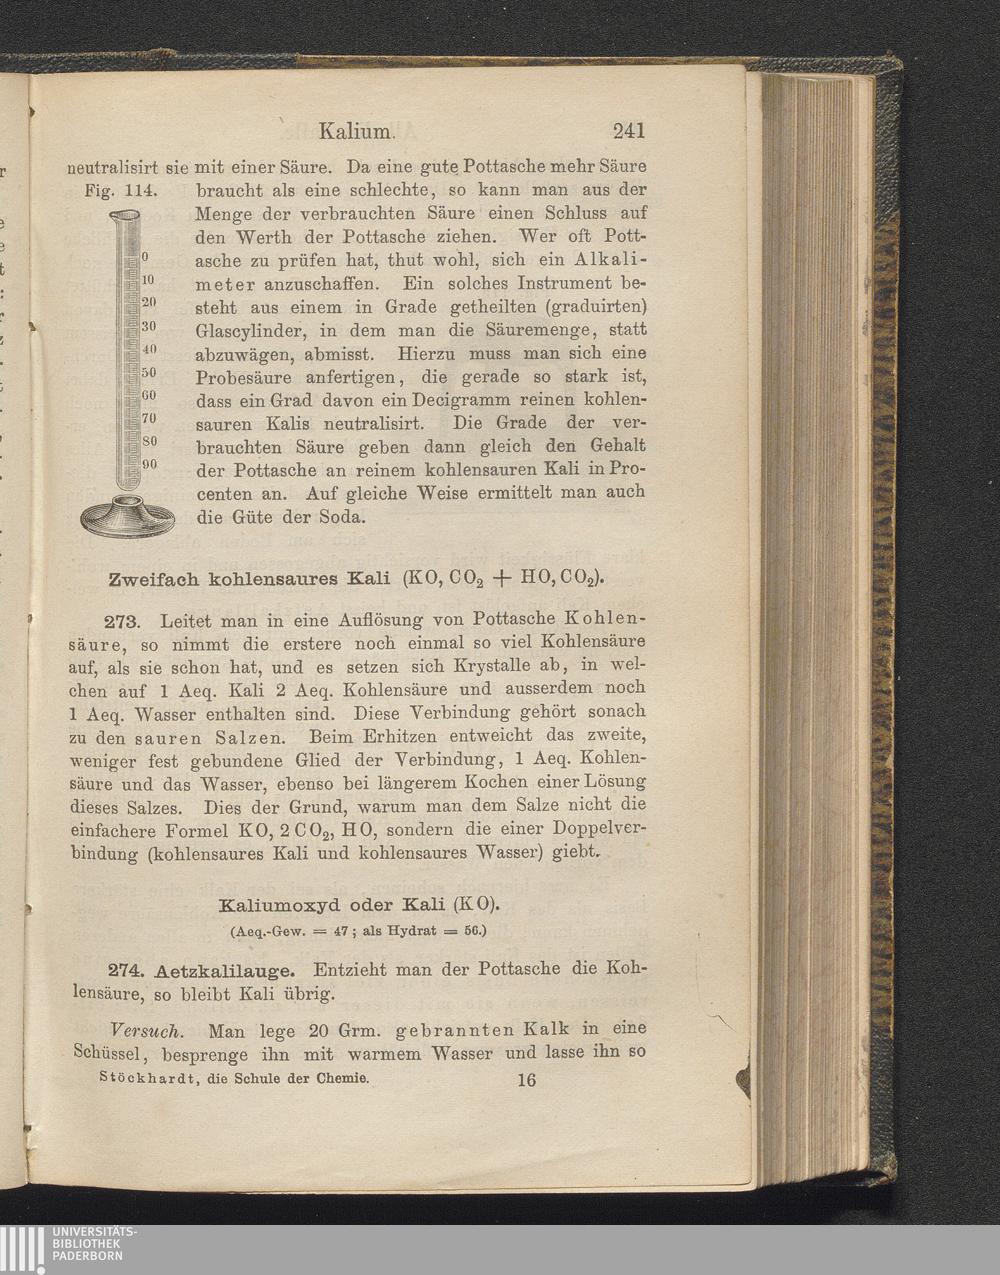 Kalium. 241
neutralisirt sie mit einer Säure. Da eine gute Pottasche mehr Säure
Fig. 114.
braucht als eine schlechte, so kann man aus der
Menge der verbrauchten Säure einen Schluss auf
den Werth der Pottasche ziehen. Wer oft Pott-
asche zu prüfen hat, thut wohl, sich ein Alkali-
meter anzuschaffen. Ein solches Instrument be-
steht aus einem in Grade getheilten (graduirten)
Glascylinder, in dem man die Säuremenge, statt
abzuwägen, abmisst. Hierzu muss man sich eine
Probesäure anfertigen, die gerade so stark ist,
dass ein Grad davon ein Decigramm reinen kohlen-
sauren Kalis neutralisirt. Die Grade der ver-
brauchten Säure geben dann gleich den Gehalt
der Pottasche an reinem kohlensauren Kali in Pro-
centen an. Auf gleiche Weise ermittelt man auch
die Güte der Soda.
0
10
20
30
40
50
60
70
80
90
Zweifach kohlensaures Kali (KO, CO₂ + HO, CO₂).
273. Leitet man in eine Auflösung von Pottasche Kohlen-
säure, so nimmt die erstere noch einmal so viel Kohlensäure
auf, als sie schon hat, und es setzen sich Krystalle ab, in wel-
chen auf 1 Aeq. Kali 2 Aeq. Kohlensäure und ausserdem noch
1 Aeq. Wasser enthalten sind. Diese Verbindung gehört sonach
zu den sauren Salzen. Beim Erhitzen entweicht das zweite,
weniger fest gebundene Glied der Verbindung, 1 Aeq. Kohlen-
säure und das Wasser, ebenso bei längerem Kochen einer Lösung
dieses Salzes. Dies der Grund, warum man dem Salze nicht die
einfachere Formel KO, 2 CO₂, HO, sondern die einer Doppelver-
bindung (kohlensaures Kali und kohlensaures Wasser) giebt.
Kaliumoxyd oder Kali (KO).
(Aeq.-Gew. = 47; als Hydrat = 56.)
274. Aetzkalilauge. Entzieht man der Pottasche die Koh-
lensäure, so bleibt Kali übrig.
Versuch. Man lege 20 Grm. gebrannten Kalk in eine
Schüssel, besprenge ihn mit warmem Wasser und lasse ihn so
Stöckhardt, die Schule der Chemie. 16
UNIVERSITÄTS-
BIBLIOTHEK
PADERBORN